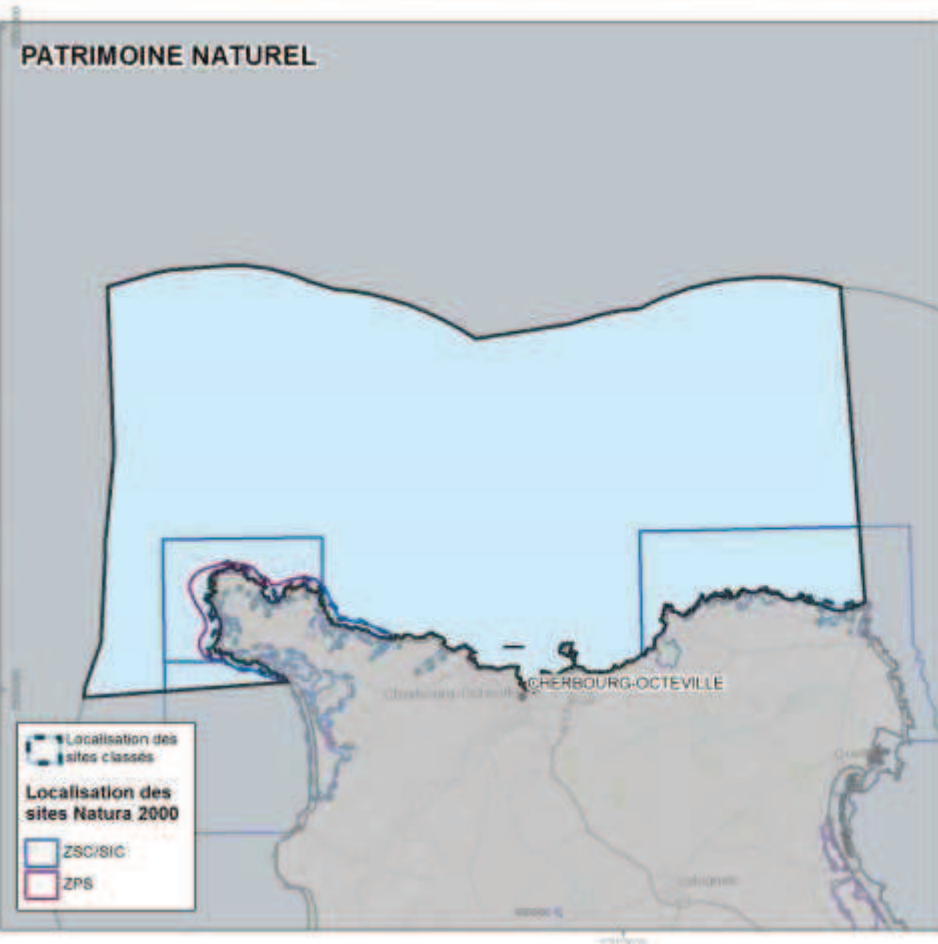 PATRIMOINE NATUREL
CHERBOURG-OCTEVILLE
Localisation des
sites classés
Localisation des
sites Natura 2000
ZSC/SIC
ZPS